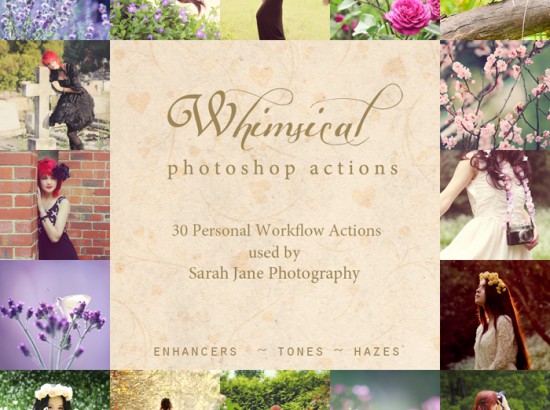 Whimsical
photoshop actions
30 Personal Workflow Actions
used by
Sarah Jane Photography
ENHANCERS ~ TONES ~ HAZES